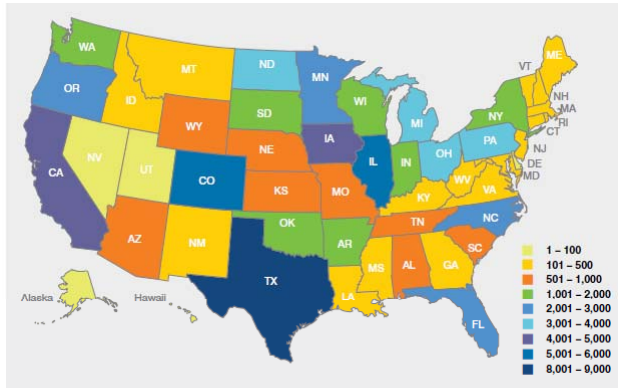 WA
MT
ND
MN
VT
ME
OR
ID
SD
WI
MI
NY
NH
MA
RI
CT
WY
IA
PA
NJ
NE
OH
DE
MD
NV
UT
CO
IL
IN
WV
VA
CA
KS
MO
KY
NC
AZ
NM
OK
AR
TN
SC
TX
LA
MS
AL
GA
FL
Alaska
Hawaii
1 – 100
101 – 500
501 – 1,000
1,001 – 2,000
2,001 – 3,000
3,001 – 4,000
4,001 – 5,000
5,001 – 6,000
8,001 – 9,000